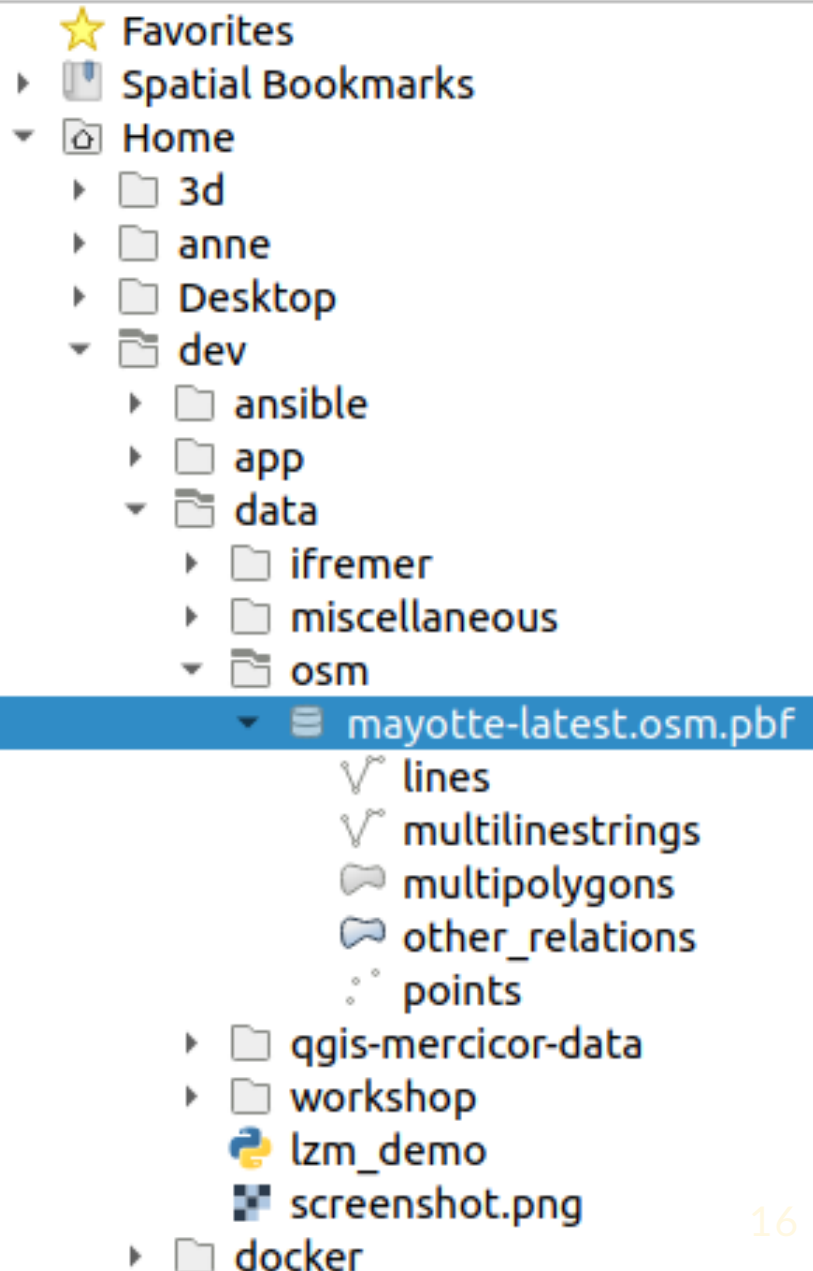 Favorites
Spatial Bookmarks
Home
3d
anne
Desktop
dev
ansible
app
data
ifremer
miscellaneous
osm
mayotte-latest.osm.pbf
lines
multilinestrings
multipolygons
other_relations
points
qgis-mercicor-data
workshop
lzm_demo
screenshot.png
16
docker